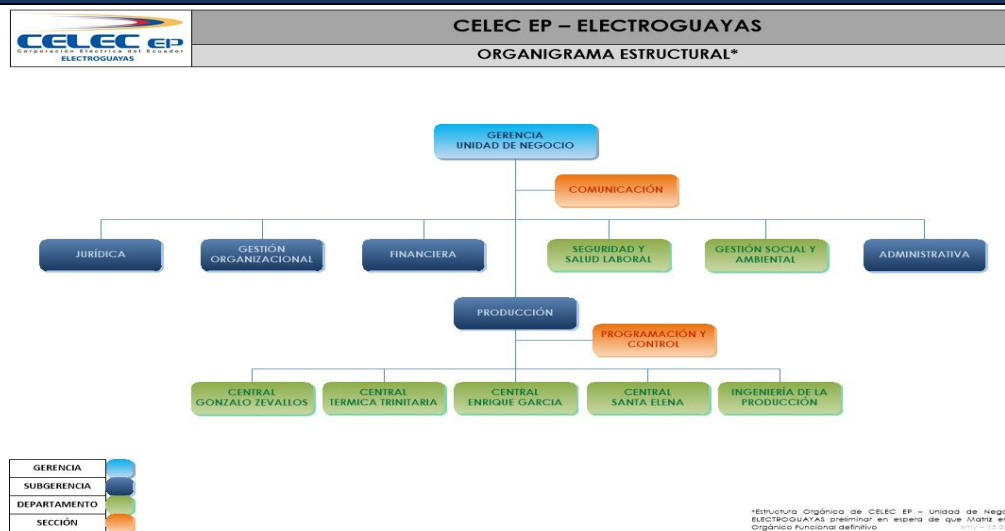 CELEC EP
Corporación Eléctrica del Ecuador
ELECTROGUAYAS
CELEC EP – ELECTROGUAYAS
ORGANIGRAMA ESTRUCTURAL*
GERENCIA
UNIDAD DE NEGOCIO
COMUNICACIÓN
JURÍDICA
GESTIÓN
ORGANIZACIONAL
FINANCIERA
SEGURIDAD Y
SALUD LABORAL
GESTIÓN SOCIAL Y
AMBIENTAL
ADMINISTRATIVA
PRODUCCIÓN
PROGRAMACIÓN Y
CONTROL
CENTRAL
GONZALO ZEVALLOS
CENTRAL
TERMICA TRINITARIA
CENTRAL
ENRIQUE GARCIA
CENTRAL
SANTA ELENA
INGENIERÍA DE LA
PRODUCCIÓN
GERENCIA
SUBGERENCIA
DEPARTAMENTO
SECCIÓN
*Estructura Orgánica de CELEC EP – Unidad de Neg
ELECTROGUAYAS preliminar en espera de que Matriz en
Orgánico Funcional definitivo